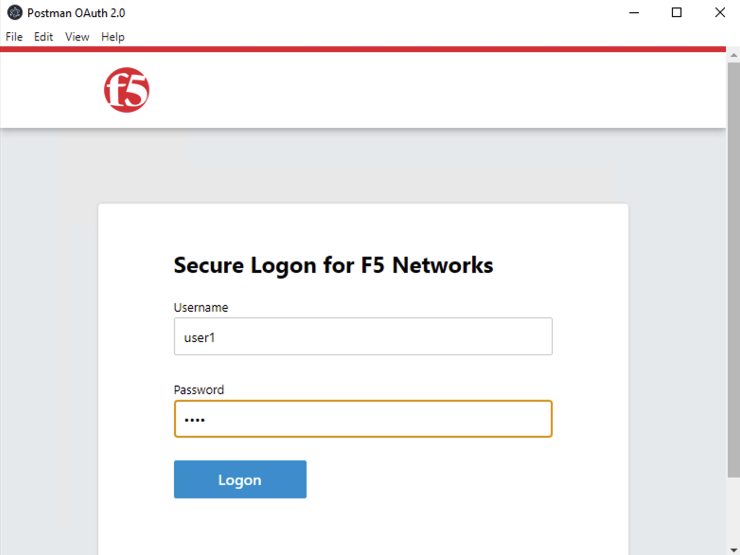 Postman OAuth 2.0
File Edit View Help
f5
Secure Logon for F5 Networks
Username
user1
Password
••••
Logon